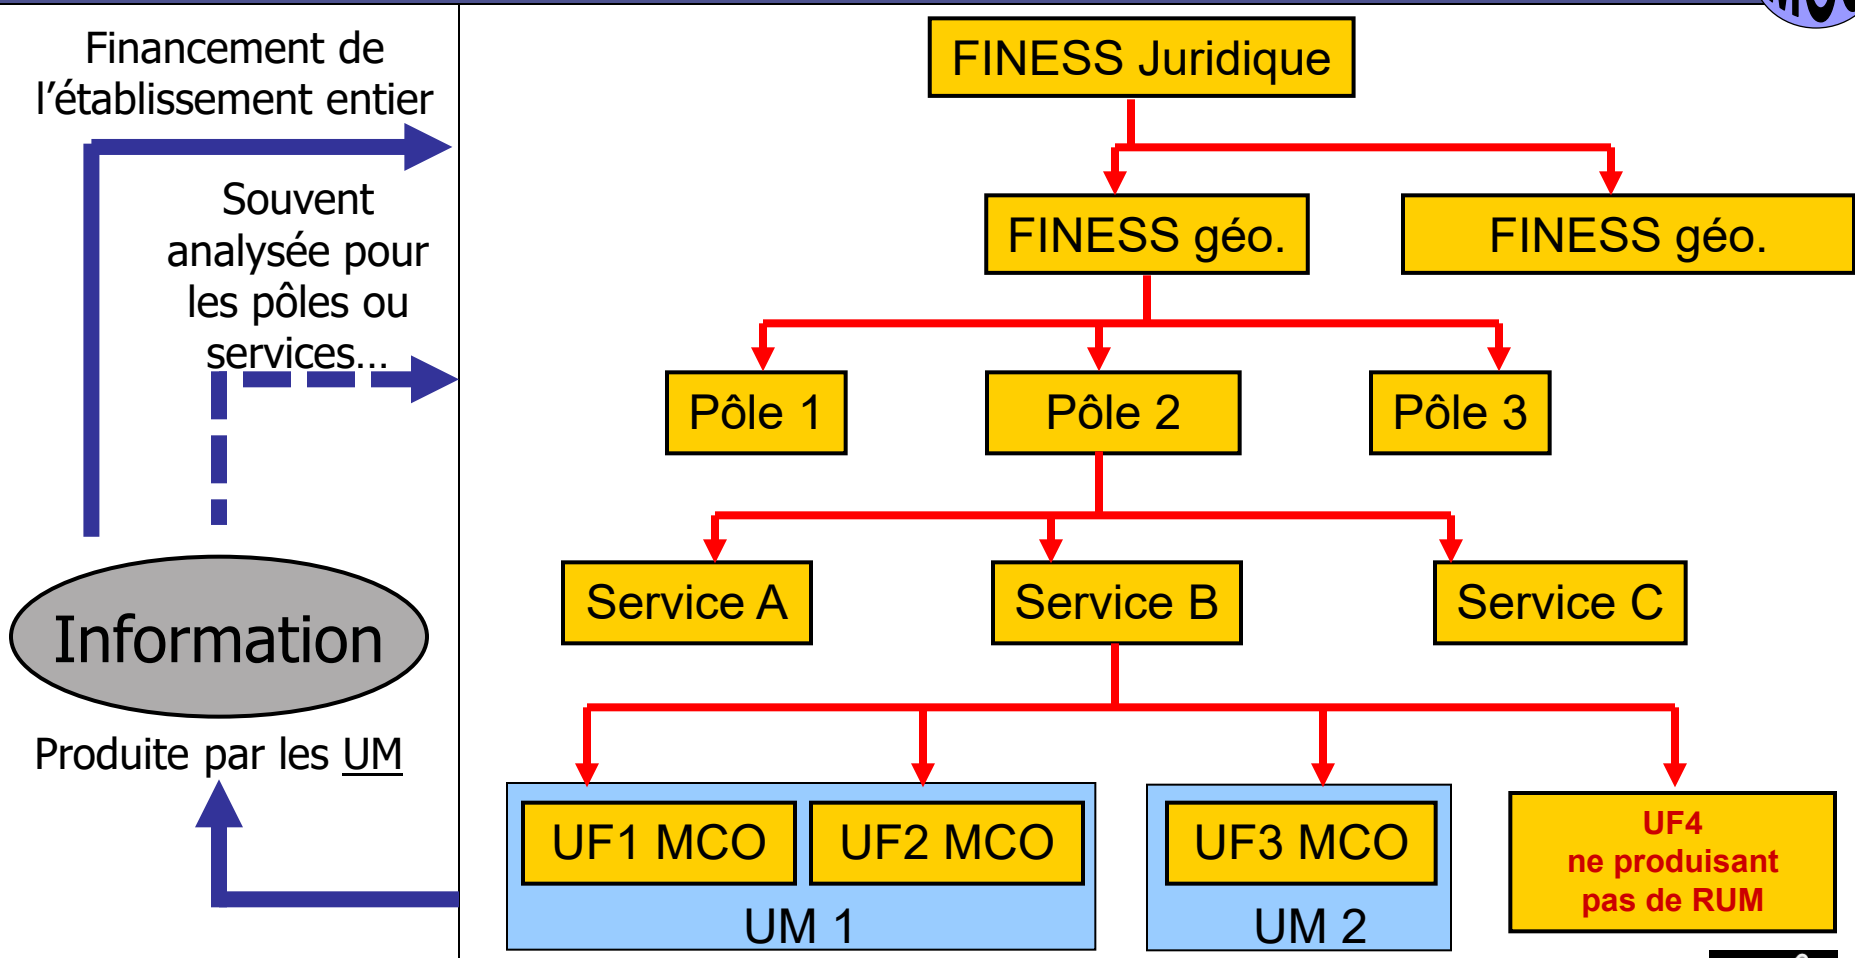 Financement de
l'établissement entier
Souvent
analysée pour
les pôles ou
services…
Information
Produite par les UM
FINESS Juridique
FINESS géo.
FINESS géo.
Pôle 1
Pôle 2
Pôle 3
Service A
Service B
Service C
UF1 MCO
UF2 MCO
UM 1
UF3 MCO
UM 2
UF4
ne produisant
pas de RUM